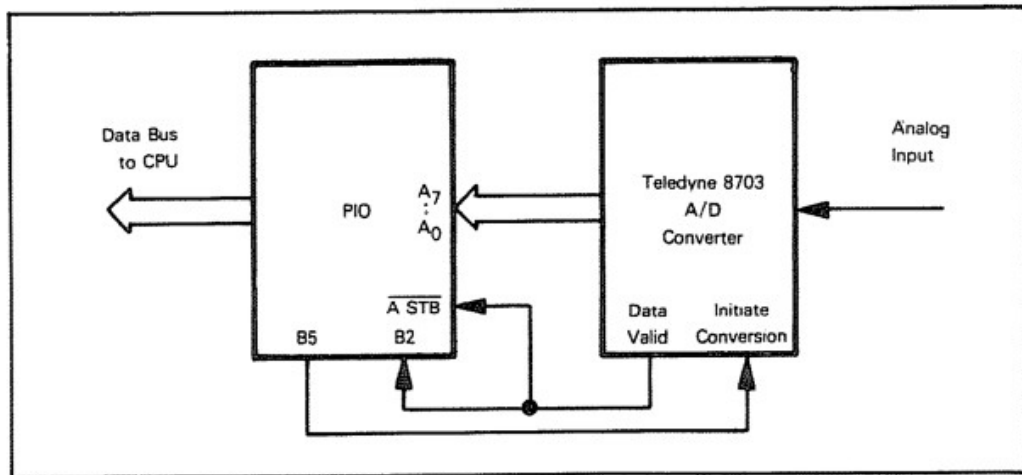 Data Bus
to CPU
PIO
A7
:
A0
A STB
B5 B2
Teledyne 8703
A/D
Converter
Data
Valid
Initiate
Conversion
Analog
Input